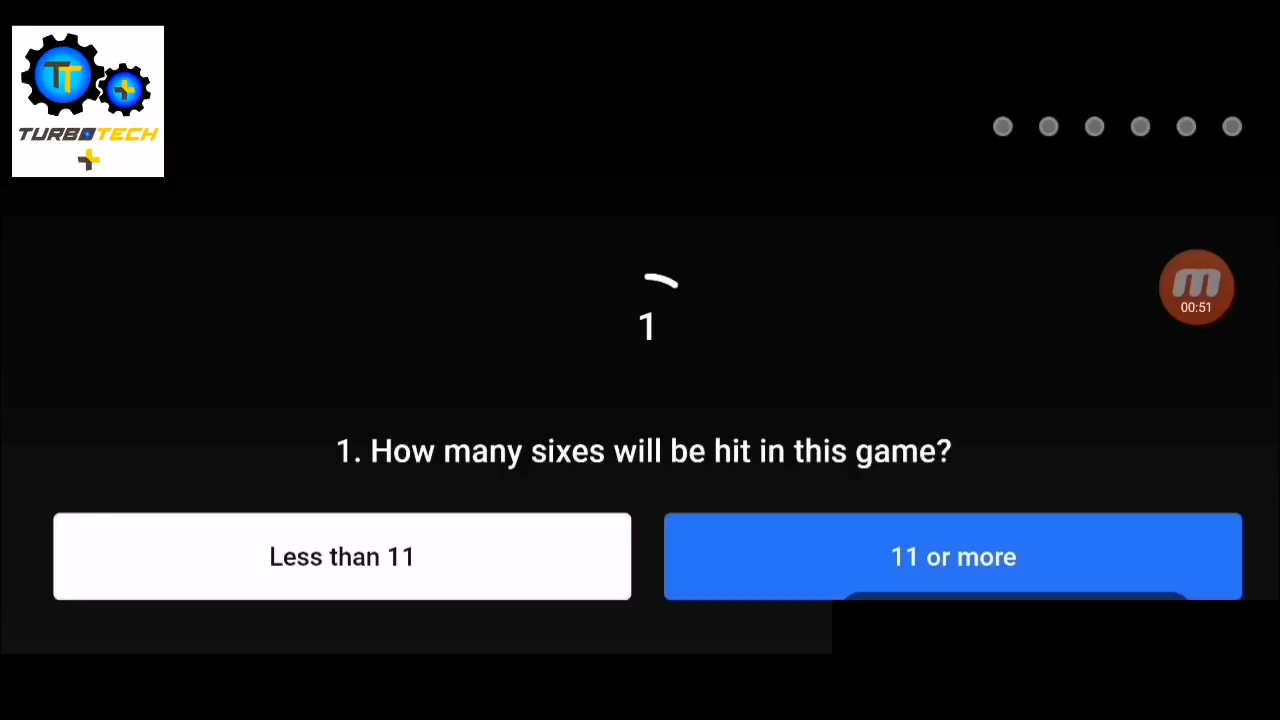 TT
TURBOTECH
00:51
1
1. How many sixes will be hit in this game?
Less than 11
11 or more